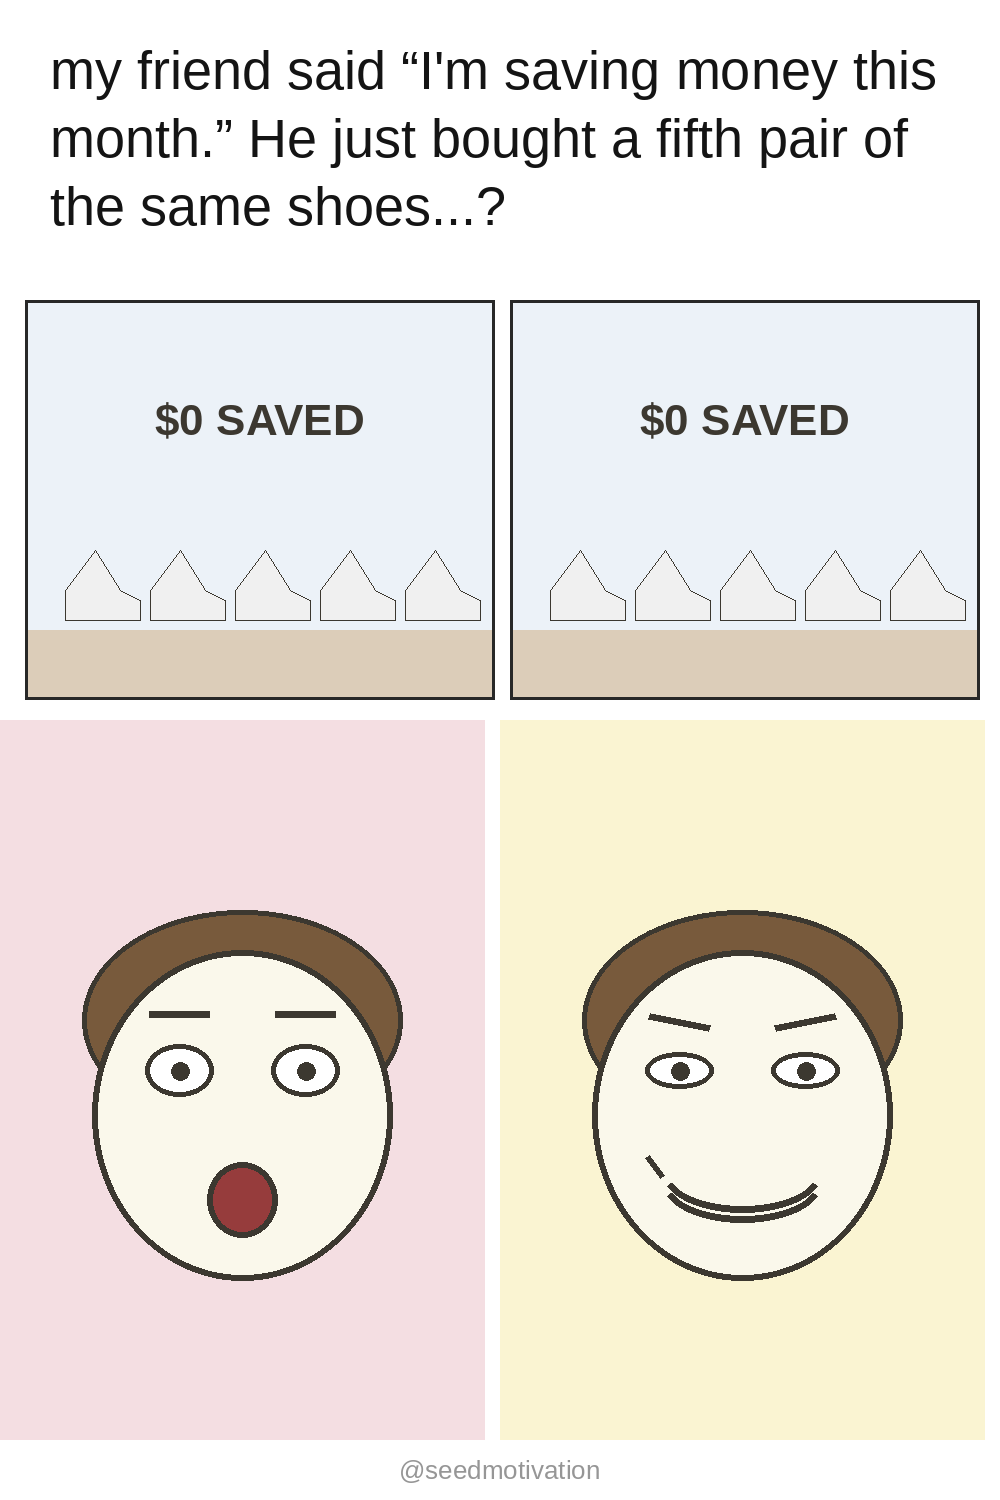 my friend said “I'm saving money this
month.” He just bought a fifth pair of
the same shoes...?
$0 SAVED
$0 SAVED
@seedmotivation